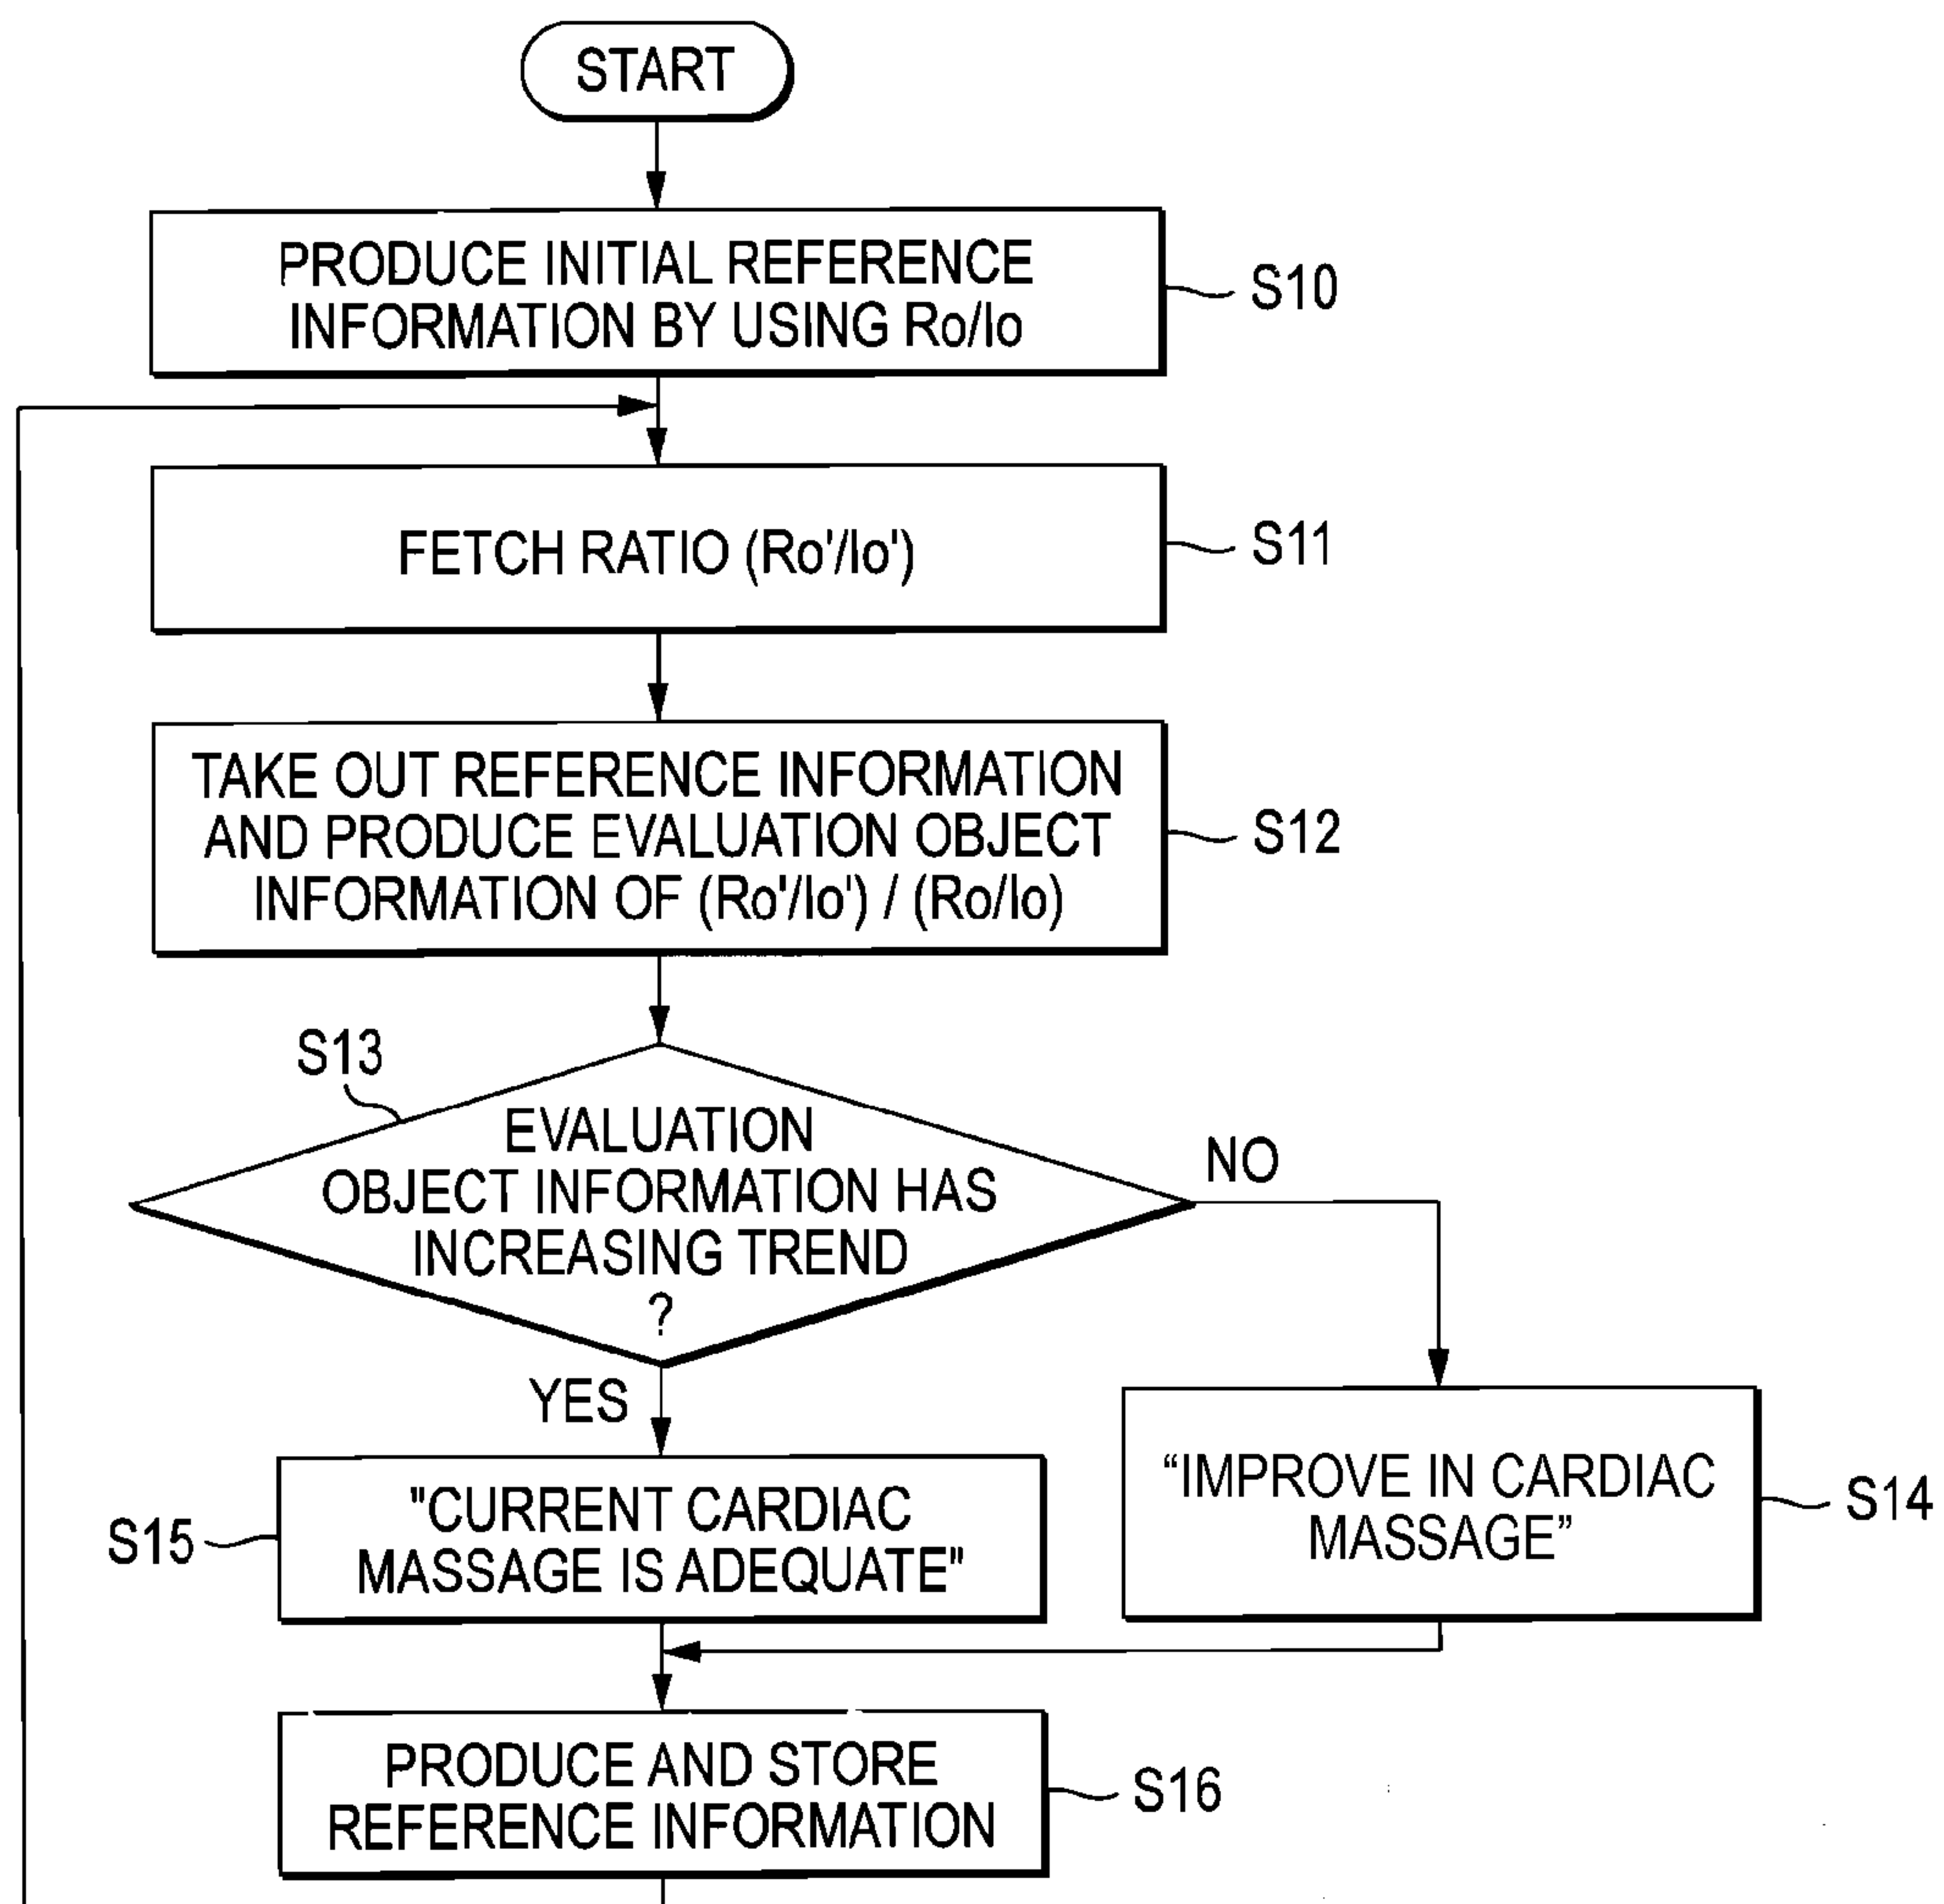 START
PRODUCE INITIAL REFERENCE
INFORMATION BY USING Ro/Io
S10
FETCH RATIO (Ro'/Io')
S11
TAKE OUT REFERENCE INFORMATION
AND PRODUCE EVALUATION OBJECT
INFORMATION OF (Ro'/Io') / (Ro/Io)
S12
S13
EVALUATION
OBJECT INFORMATION HAS
INCREASING TREND
?
NO
YES
"CURRENT CARDIAC
MASSAGE IS ADEQUATE"
S15
“IMPROVE IN CARDIAC
MASSAGE”
S14
PRODUCE AND STORE
REFERENCE INFORMATION
S16